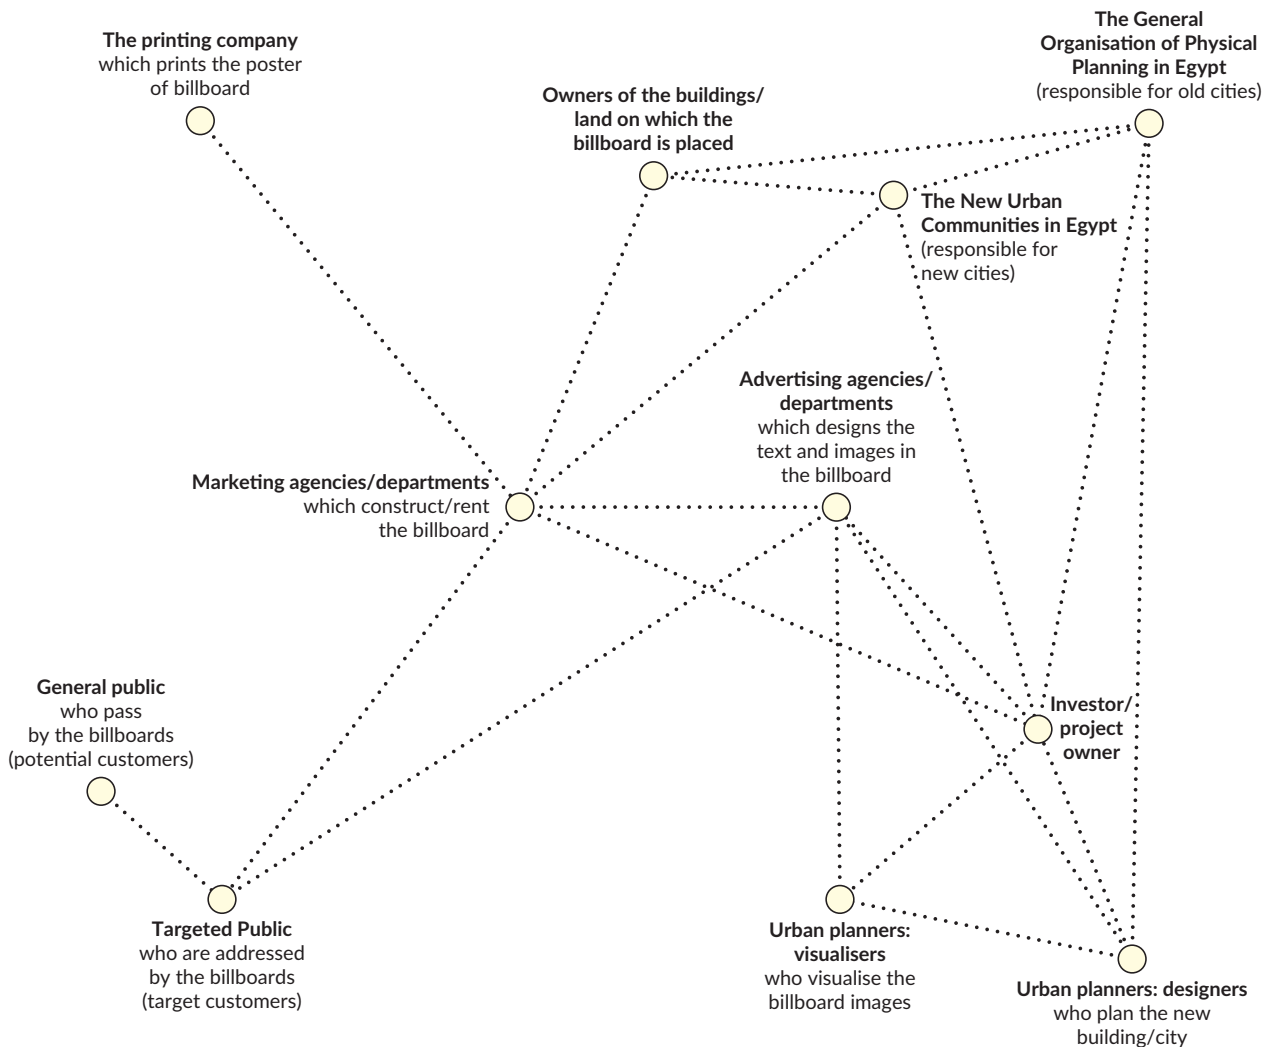 The printing company
which prints the poster
of billboard
Owners of the buildings/
land on which the
billboard is placed
The General
Organisation of Physical
Planning in Egypt
(responsible for old cities)
The New Urban
Communities in Egypt
(responsible for
new cities)
Advertising agencies/
departments
which designs the
text and images in
the billboard
Marketing agencies/departments
which construct/rent
the billboard
General public
who pass
by the billboards
(potential customers)
Investor/
project
owner
Targeted Public
who are addressed
by the billboards
(target customers)
Urban planners:
visualisers
who visualise the
billboard images
Urban planners: designers
who plan the new
building/city